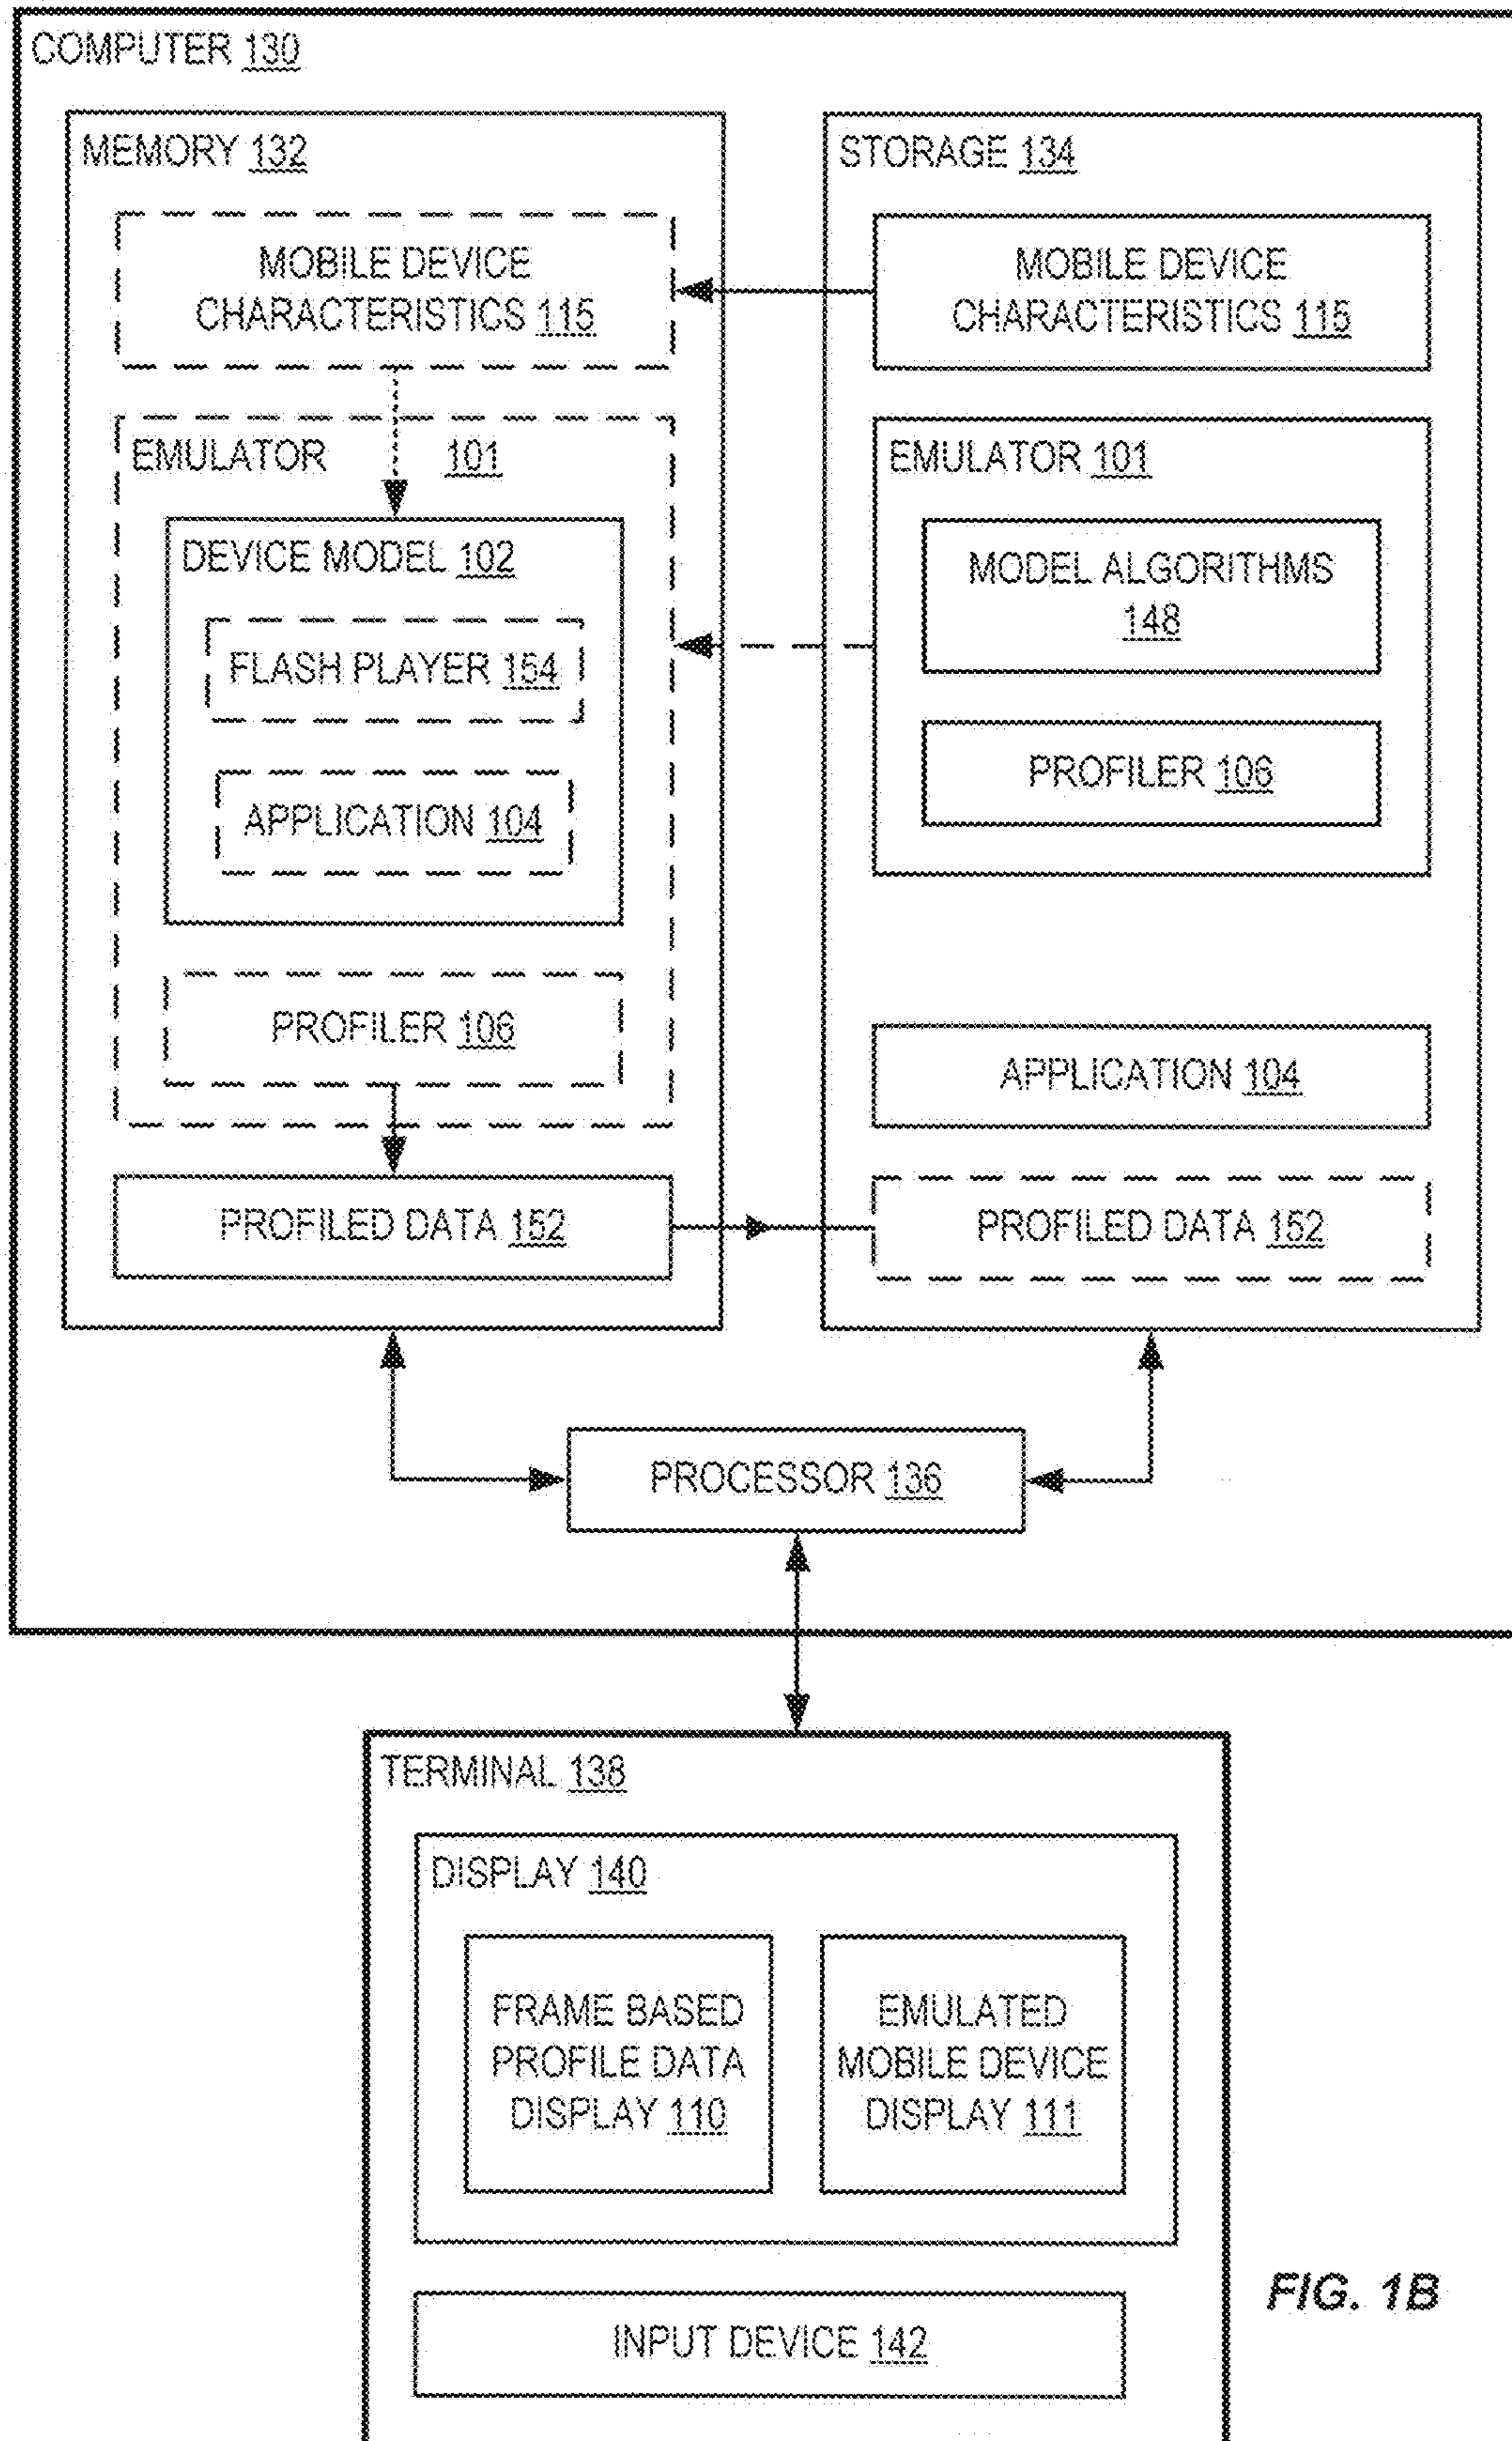 COMPUTER 130
MEMORY 132
MOBILE DEVICE
CHARACTERISTICS 115
EMULATOR 101
DEVICE MODEL 102
FLASH PLAYER 154
APPLICATION 104
PROFILER 106
PROFILED DATA 152
STORAGE 134
MOBILE DEVICE
CHARACTERISTICS 115
EMULATOR 101
MODEL ALGORITHMS
148
PROFILER 106
APPLICATION 104
PROFILED DATA 152
PROCESSOR 136
TERMINAL 138
DISPLAY 140
FRAME BASED
PROFILE DATA
DISPLAY 110
EMULATED
MOBILE DEVICE
DISPLAY 111
INPUT DEVICE 142
FIG. 1B